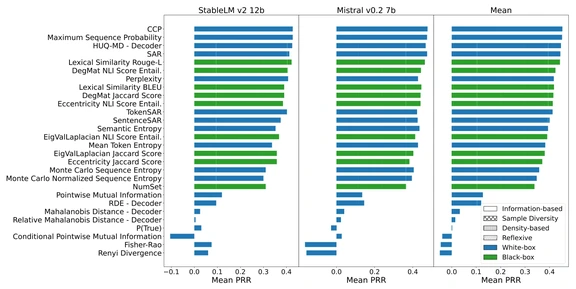 StableLM v2 12b
Mistral v0.2 7b
Mean
CCP
Maximum Sequence Probability
HUQ-MD - Decoder
SAR
Lexical Similarity Rouge-L
DegMat NLI Score Entail.
Perplexity
Lexical Similarity BLEU
DegMat Jaccard Score
Eccentricity NLI Score Entail.
TokenSAR
SentenceSAR
Semantic Entropy
EigValLaplacian NLI Score Entail.
Mean Token Entropy
EigValLaplacian Jaccard Score
Eccentricity Jaccard Score
Monte Carlo Sequence Entropy
Monte Carlo Normalized Sequence Entropy
NumSet
Pointwise Mutual Information
RDE - Decoder
Mahalanobis Distance - Decoder
Relative Mahalanobis Distance - Decoder
P(True)
Conditional Pointwise Mutual Information
Fisher-Rao
Renyi Divergence
Information-based
Sample Diversity
Density-based
Reflexive
White-box
Black-box
−0.1 0.0 0.1 0.2 0.3 0.4
0.0 0.2 0.4
0.0 0.1 0.2 0.3 0.4
Mean PRR
Mean PRR
Mean PRR